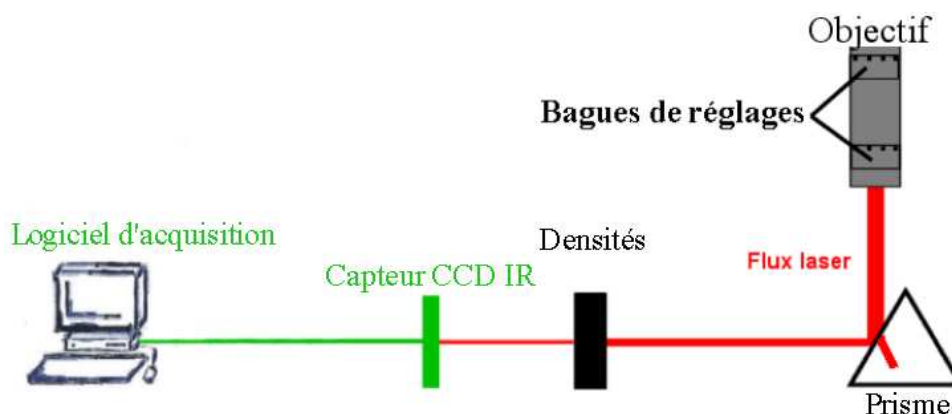 Objectif
Bagues de réglages
Logiciel d'acquisition
Densités
Capteur CCD IR
Flux laser
Prisme